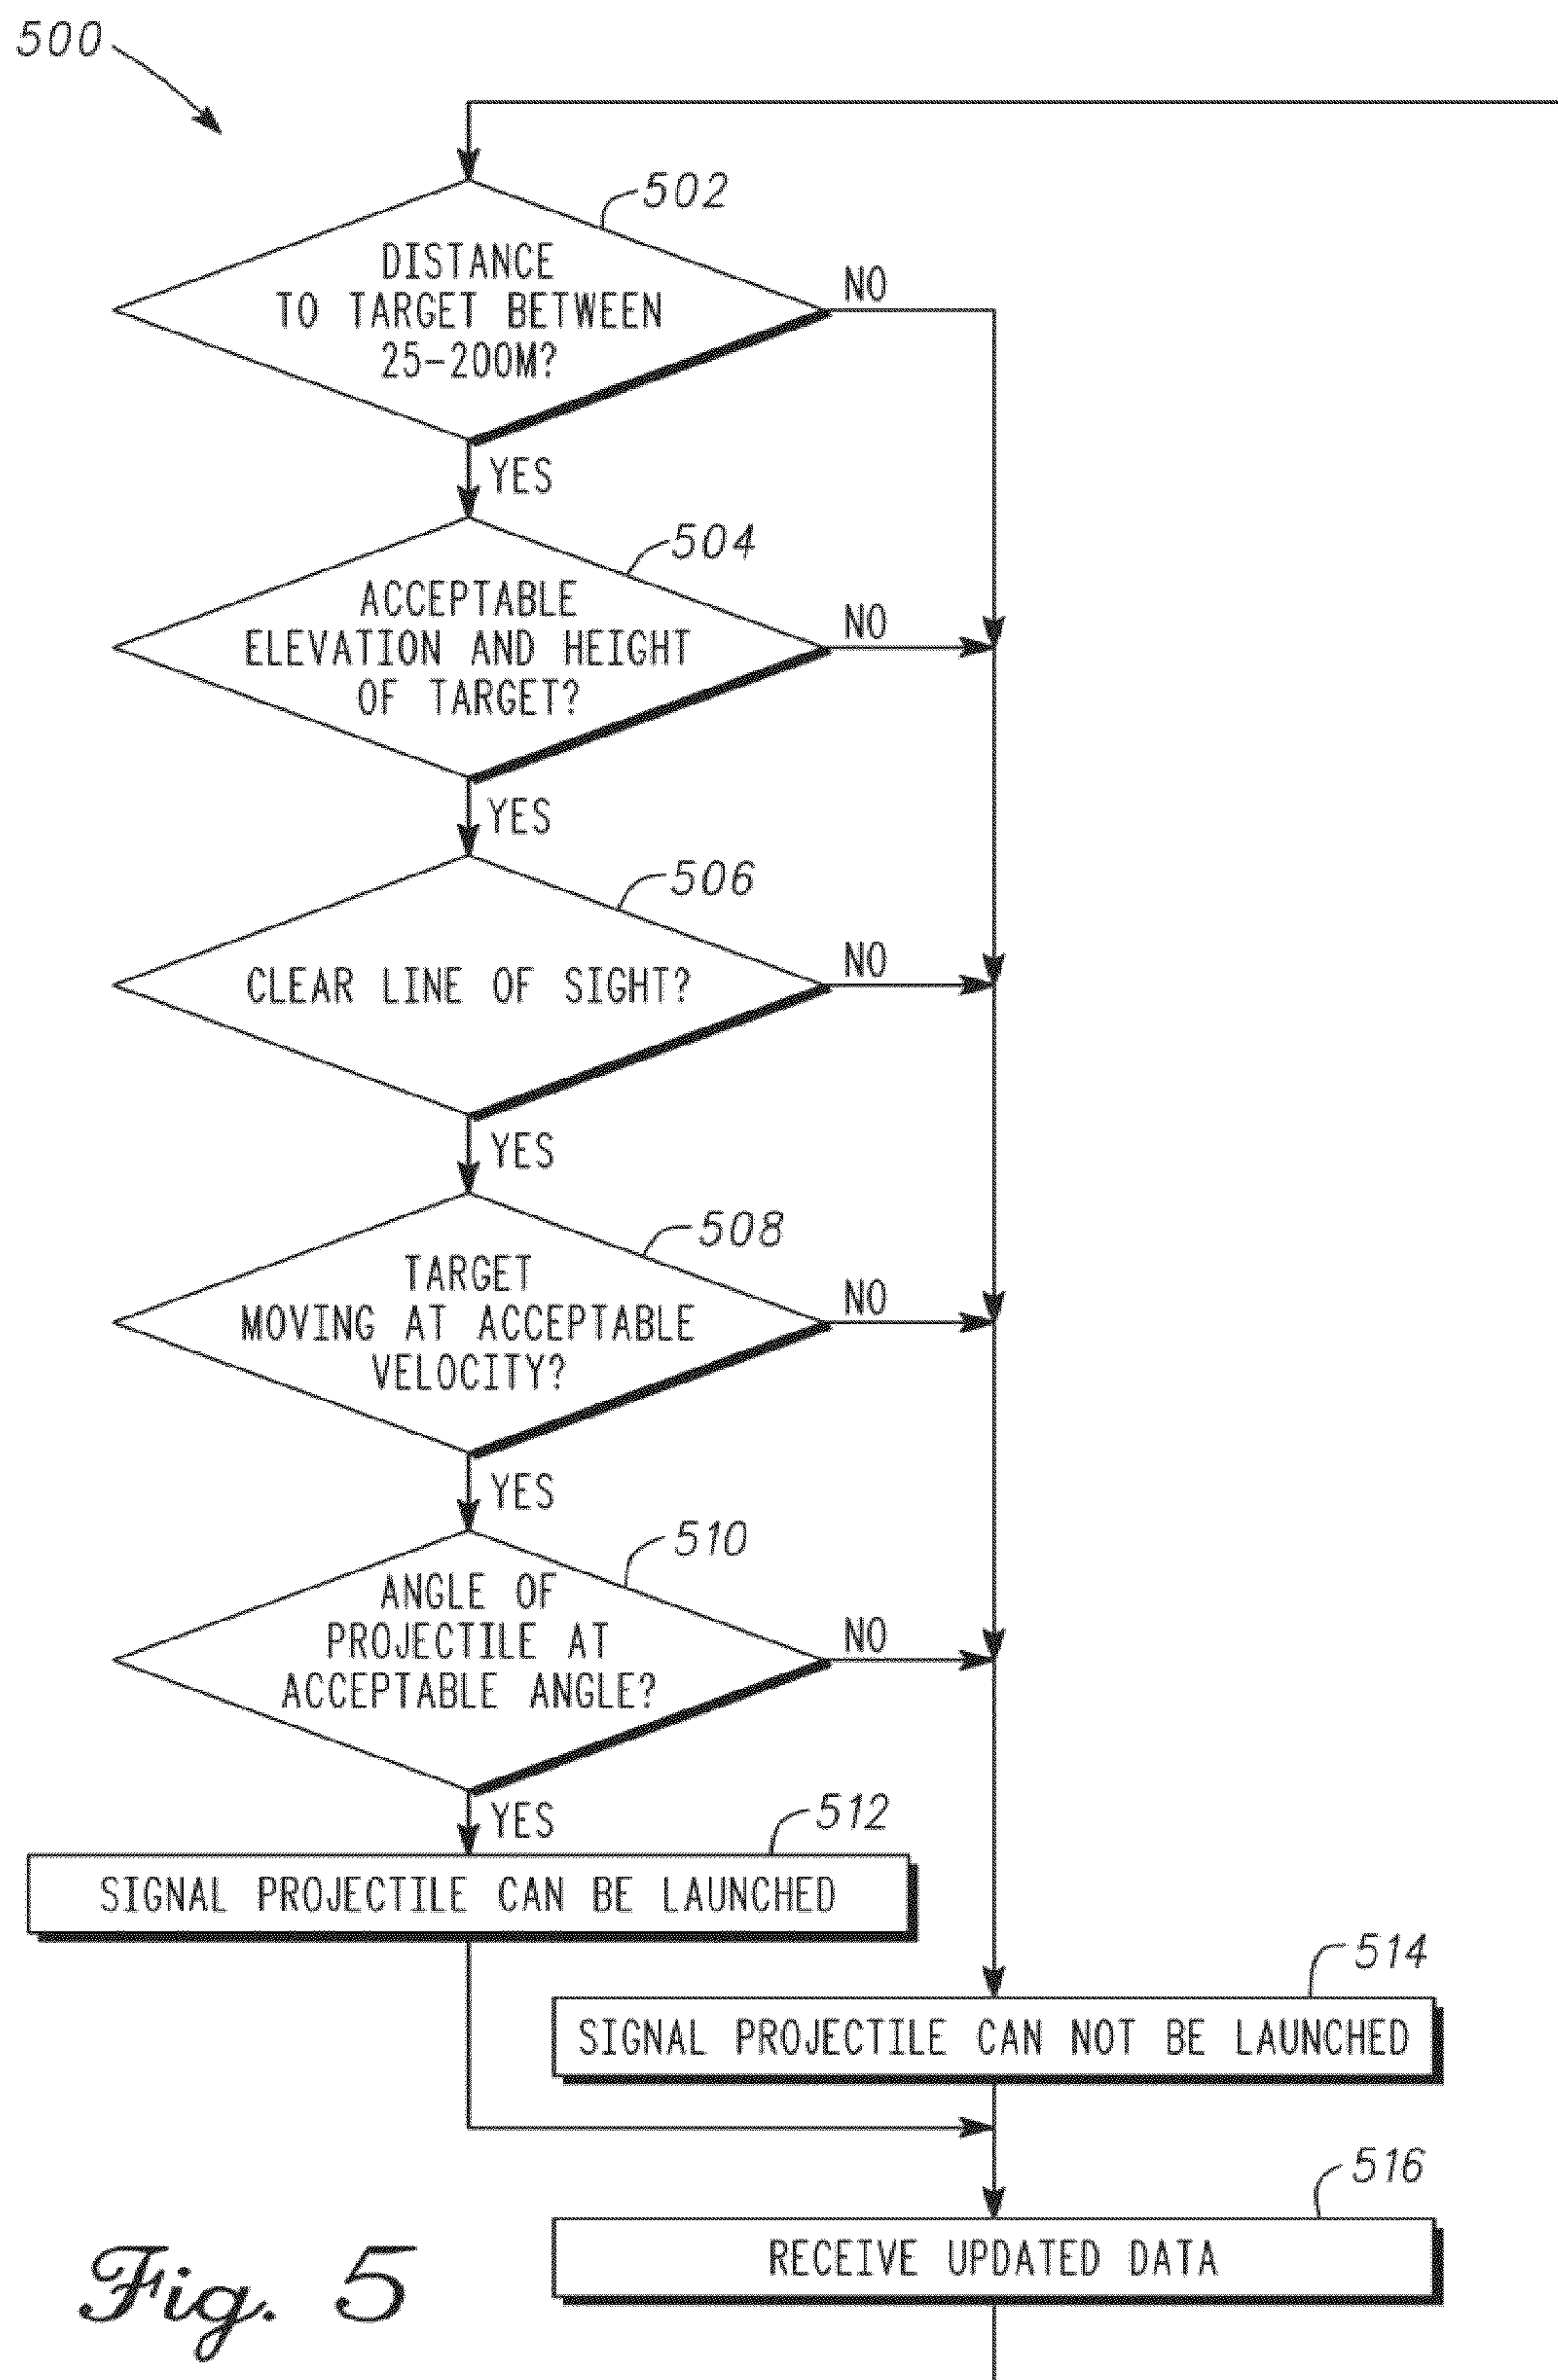 500
502
DISTANCE
TO TARGET BETWEEN
25-200M?
NO
YES
504
ACCEPTABLE
ELEVATION AND HEIGHT
OF TARGET?
NO
YES
506
CLEAR LINE OF SIGHT?
NO
YES
508
TARGET
MOVING AT ACCEPTABLE
VELOCITY?
NO
YES
510
ANGLE OF
PROJECTILE AT
ACCEPTABLE ANGLE?
NO
YES
512
SIGNAL PROJECTILE CAN BE LAUNCHED
514
SIGNAL PROJECTILE CAN NOT BE LAUNCHED
516
RECEIVE UPDATED DATA
Fig. 5